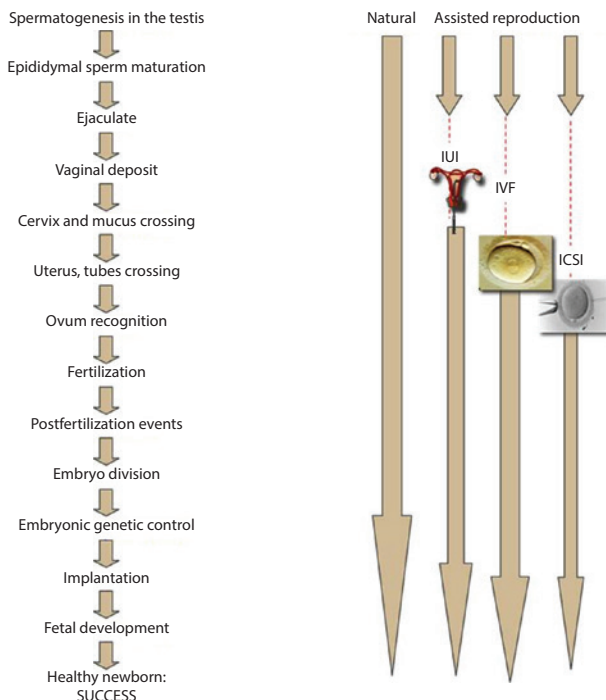 Spermatogenesis in the testis
Epididymal sperm maturation
Ejaculate
Vaginal deposit
Cervix and mucus crossing
Uterus, tubes crossing
Ovum recognition
Fertilization
Postfertilization events
Embryo division
Embryonic genetic control
Implantation
Fetal development
Healthy newborn:
SUCCESS
Natural
Assisted reproduction
IUI
IVF
ICSI